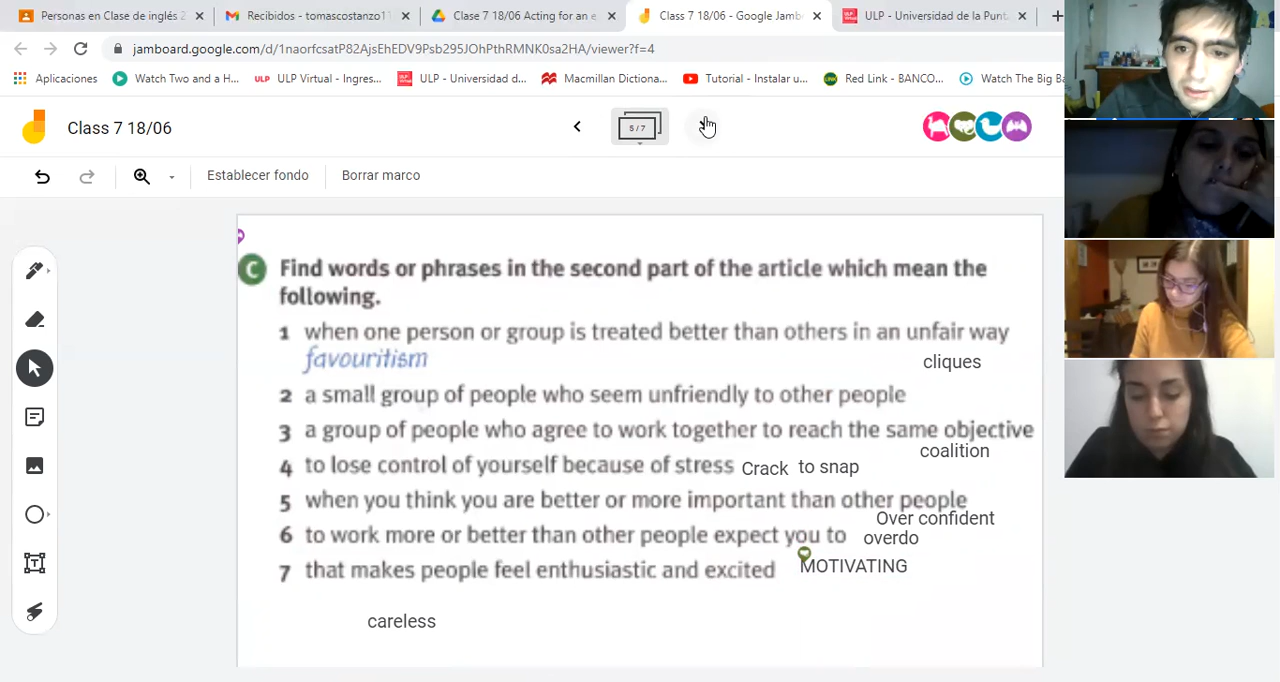 Personas en Clase de inglés 2
Recibidos - tomascostanzo11
Clase 7 18/06 Acting for an e
Class 7 18/06 - Google Jamb
ULP - Universidad de la Punt
jamboard.google.com/d/1naorfcsatP82AjsEhEDV9Psb295JOhPthRMNK0sa2HA/viewer?f=4
Aplicaciones
Watch Two and a H...
ULP Virtual - Ingres...
ULP - Universidad d...
Macmillan Dictiona...
Tutorial - Instalar u...
Red Link - BANCO...
Watch The Big Ba
Class 7 18/06
5/7
Establecer fondo
Borrar marco
C Find words or phrases in the second part of the article which mean the
following.
1 when one person or group is treated better than others in an unfair way
favouritism
cliques
2 a small group of people who seem unfriendly to other people
3 a group of people who agree to work together to reach the same objective
coalition
4 to lose control of yourself because of stress Crack to snap
5 when you think you are better or more important than other people
Over confident
6 to work more or better than other people expect you to overdo
7 that makes people feel enthusiastic and excited MOTIVATING
careless